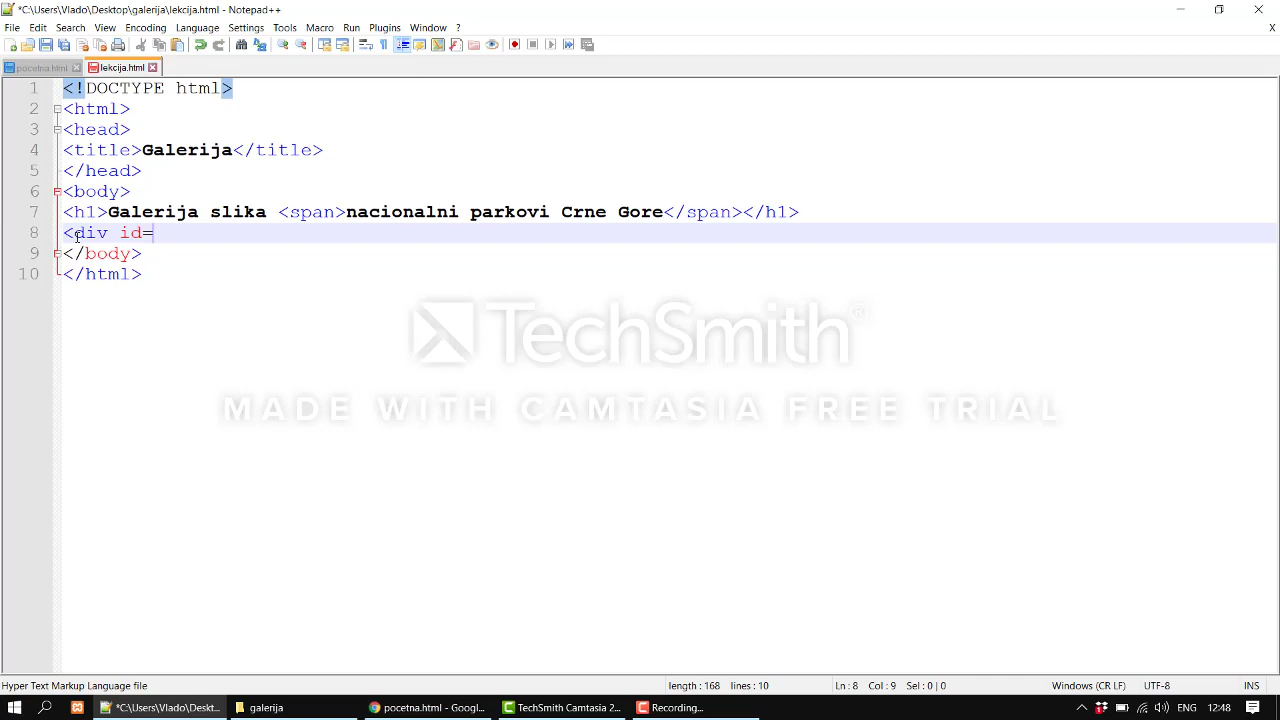 *C:\Users\Vlado\Desktop\galerija\lekcija.html - Notepad++
File Edit Search View Encoding Language Settings Tools Macro Run Plugins Window ?
X
pocetna.html lekcija.html
1 <!DOCTYPE html>
2 <html>
3 <head>
4 <title>Galerija</title>
5 </head>
6 <body>
7 <h1>Galerija slika <span>nacionalni parkovi Crne Gore</span></h1>
8 <div id=
9 </body>
10 </html>
TechSmith®
MADE WITH CAMTASIA FREE TRIAL
Hyper Text Markup Language file length : 168 lines : 10 Ln : 8 Col : 9 Sel : 0 | 0 Windows (CR LF) UTF-8 INS
*C:\Users\Vlado\Deskt... galerija pocetna.html - Googl... TechSmith Camtasia 2... Recording... ENG 12:48